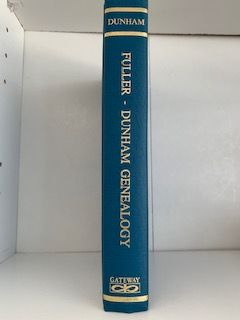 DUNHAM
FULLER - DUNHAM GENEALOGY
GATEWAY